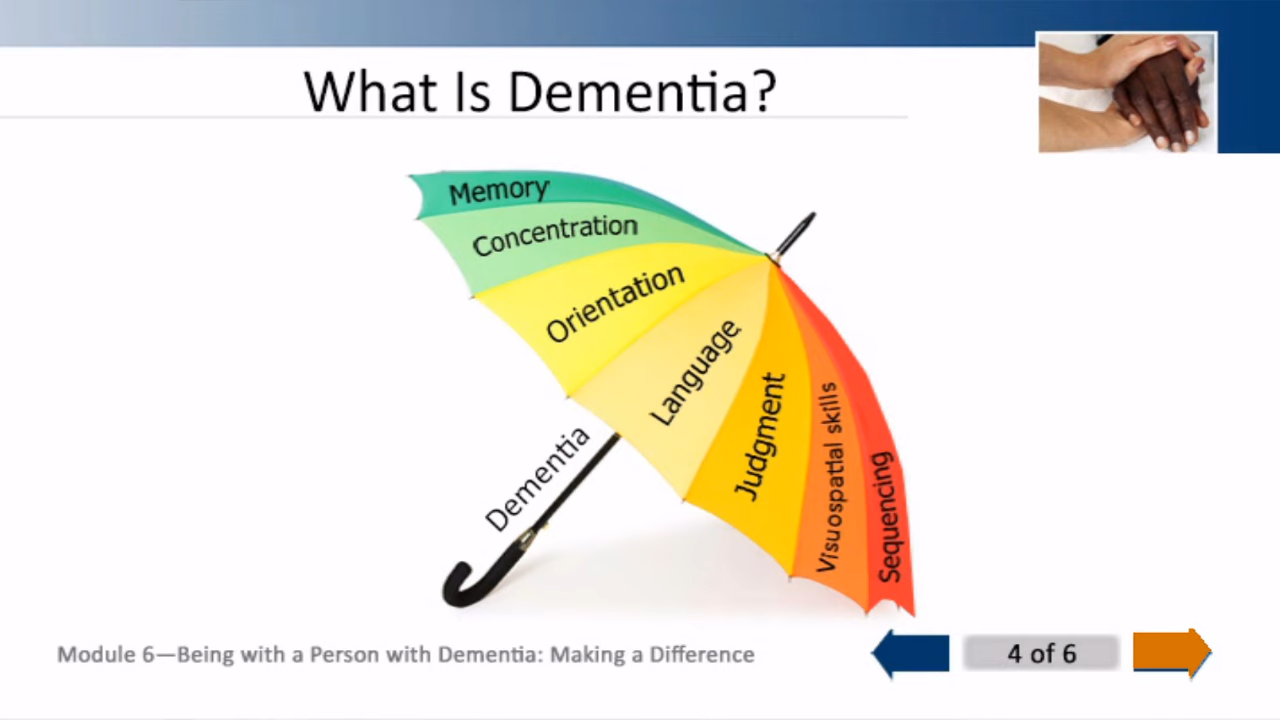 What Is Dementia?
Memory
Concentration
Orientation
Language
Judgment
Visuospatial skills
Sequencing
Dementia
Module 6—Being with a Person with Dementia: Making a Difference
4 of 6